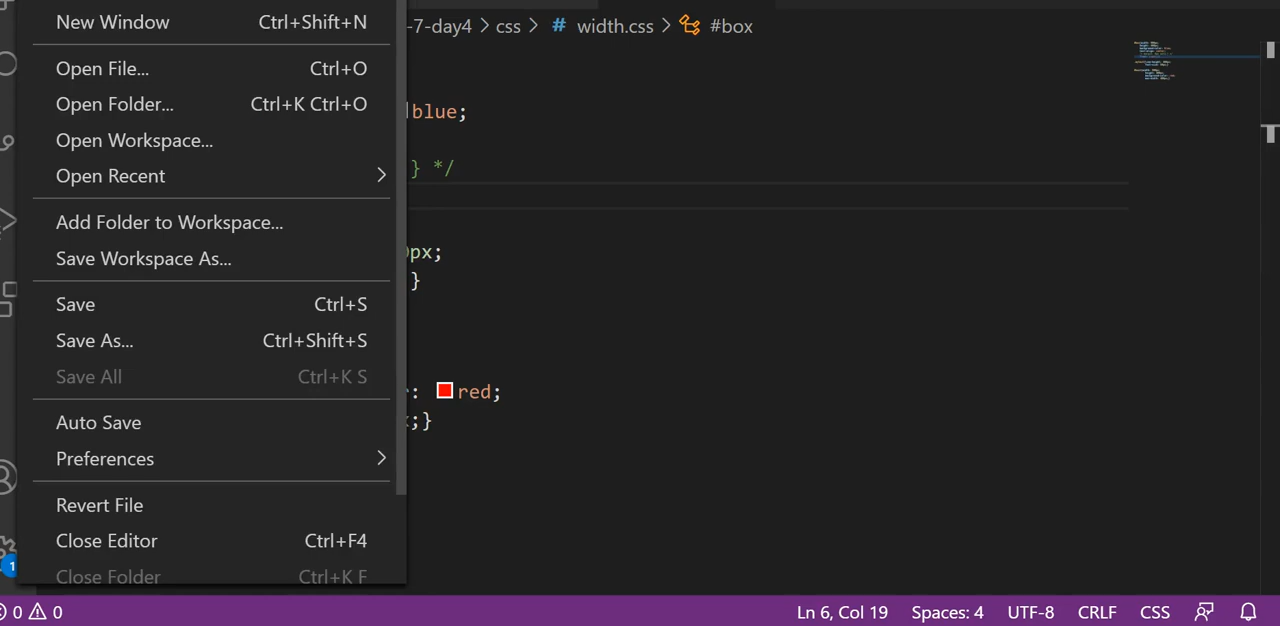 New Window Ctrl+Shift+N
-7-day4 > css > # width.css > #box
Open File... Ctrl+O
Open Folder... Ctrl+K Ctrl+O
blue;
Open Workspace...
} */
Open Recent >
Add Folder to Workspace...
Save Workspace As...
px;
}
Save Ctrl+S
Save As... Ctrl+Shift+S
Save All Ctrl+K S
: red;
;}
Auto Save
Preferences >
Revert File
Close Editor Ctrl+F4
1
Close Folder Ctrl+K F
0 0 Ln 6, Col 19 Spaces: 4 UTF-8 CRLF CSS